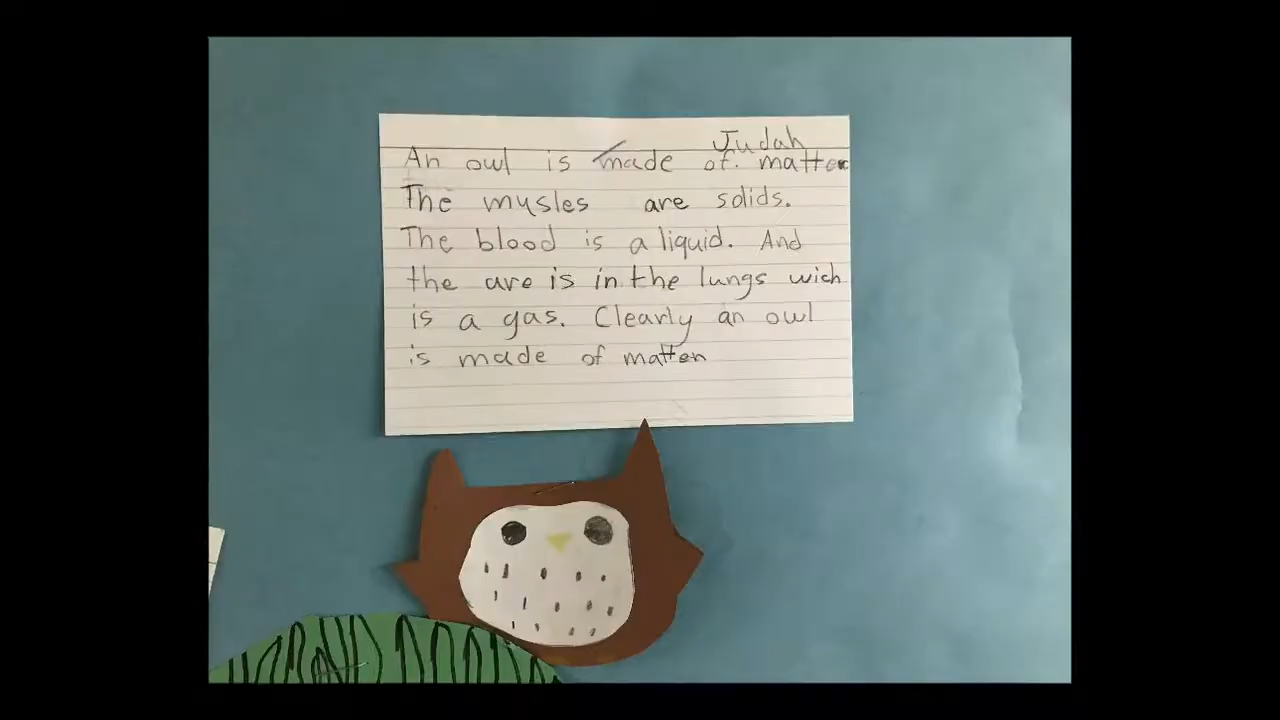 Judah
An owl is made of matter
The musles are solids.
The blood is a liquid. And
the are is in the lungs wich
is a gas. Clearly an owl
is made of matter